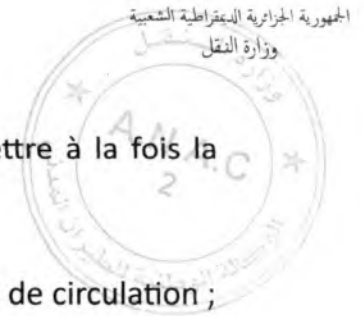 الجمهورية الجزائرية الديمقراطية الشعبية
وزارة النقل
ettre à la fois la
A.N.A.C
2
de circulation ;